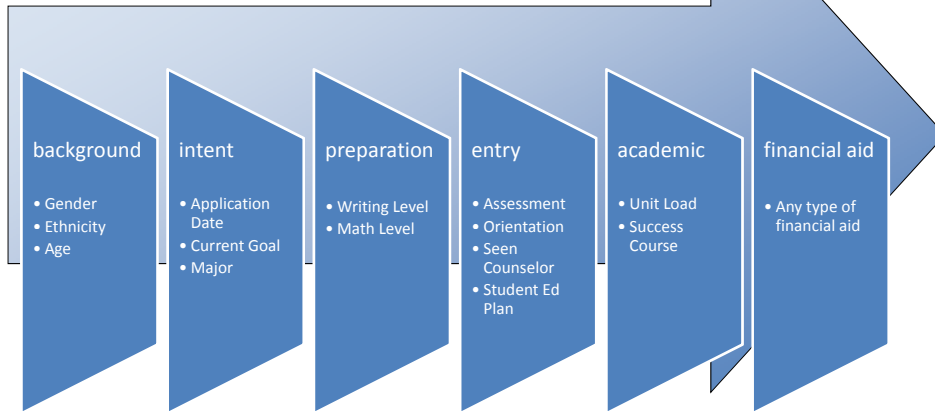 background
• Gender
• Ethnicity
• Age
intent
• Application
Date
• Current Goal
• Major
preparation
• Writing Level
• Math Level
entry
• Assessment
• Orientation
• Seen
Counselor
• Student Ed
Plan
academic
• Unit Load
• Success
Course
financial aid
• Any type of
financial aid